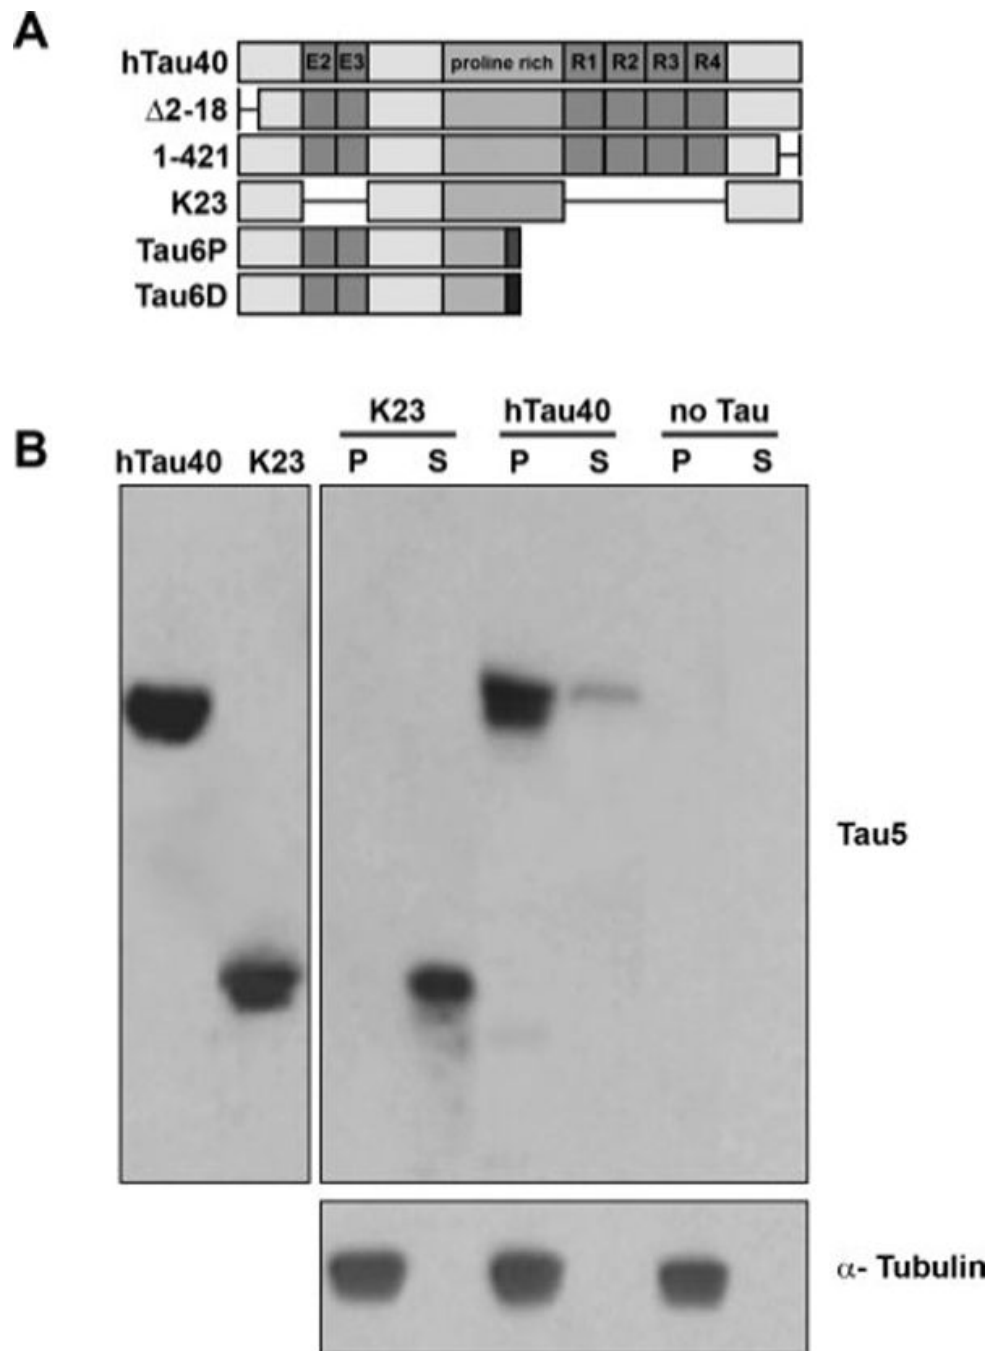 A
hTau40 E2 E3 proline rich R1 R2 R3 R4
Δ2-18
1-421
K23
Tau6P
Tau6D
B
K23 hTau40 no Tau
hTau40 K23 P S P S P S
Tau5
α- Tubulin